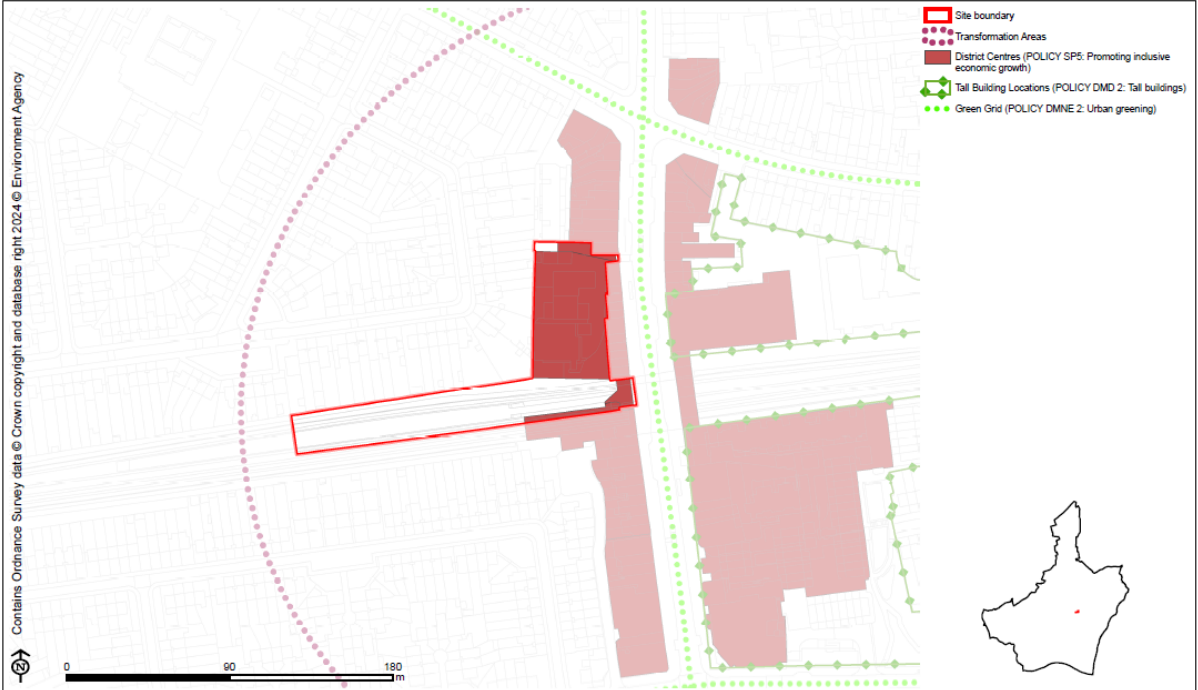 Site boundary
Transformation Areas
District Centres (POLICY SP5: Promoting inclusive
economic growth)
Tall Building Locations (POLICY DMD 2: Tall buildings)
Green Grid (POLICY DMNE 2: Urban greening)
Contains Ordnance Survey data © Crown copyright and database right 2024 © Environment Agency
N
0 90 180
m